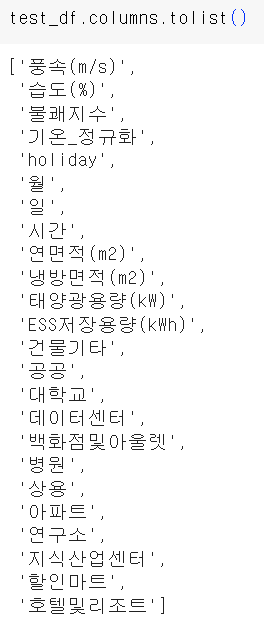 test_df.columns.tolist()
['풍속(m/s)',
'습도(%)',
'불쾌지수',
'기온_정규화',
'holiday',
'월',
'일',
'시간',
'연면적(m2)',
'냉방면적(m2)',
'태양광용량(kW)',
'ESS저장용량(kWh)',
'건물기타',
'공공',
'대학교',
'데이터센터',
'백화점및아울렛',
'병원',
'상용',
'아파트',
'연구소',
'지식산업센터',
'할인마트',
'호텔및리조트']